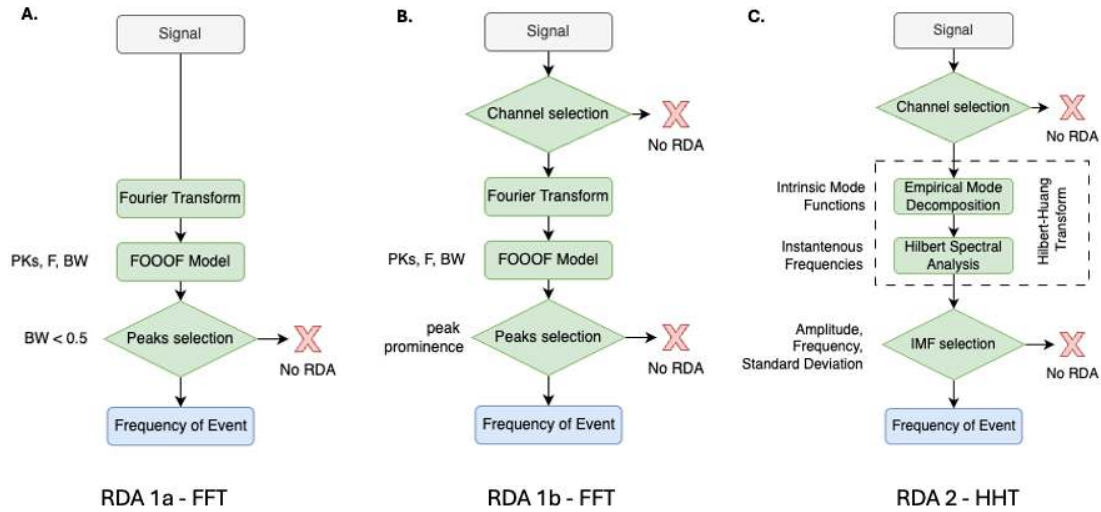 A.
Signal
Fourier Transform
PKs, F, BW
FOOOF Model
BW < 0.5
Peaks selection
No RDA
Frequency of Event
RDA 1a - FFT
B.
Signal
Channel selection
No RDA
Fourier Transform
PKs, F, BW
FOOOF Model
peak
prominence
Peaks selection
No RDA
Frequency of Event
RDA 1b - FFT
C.
Signal
Channel selection
No RDA
Intrinsic Mode
Functions
Empirical Mode
Decomposition
Instantenous
Frequencies
Hilbert Spectral
Analysis
Hilbert-Huang
Transform
Amplitude,
Frequency,
Standard Deviation
IMF selection
No RDA
Frequency of Event
RDA 2 - HHT